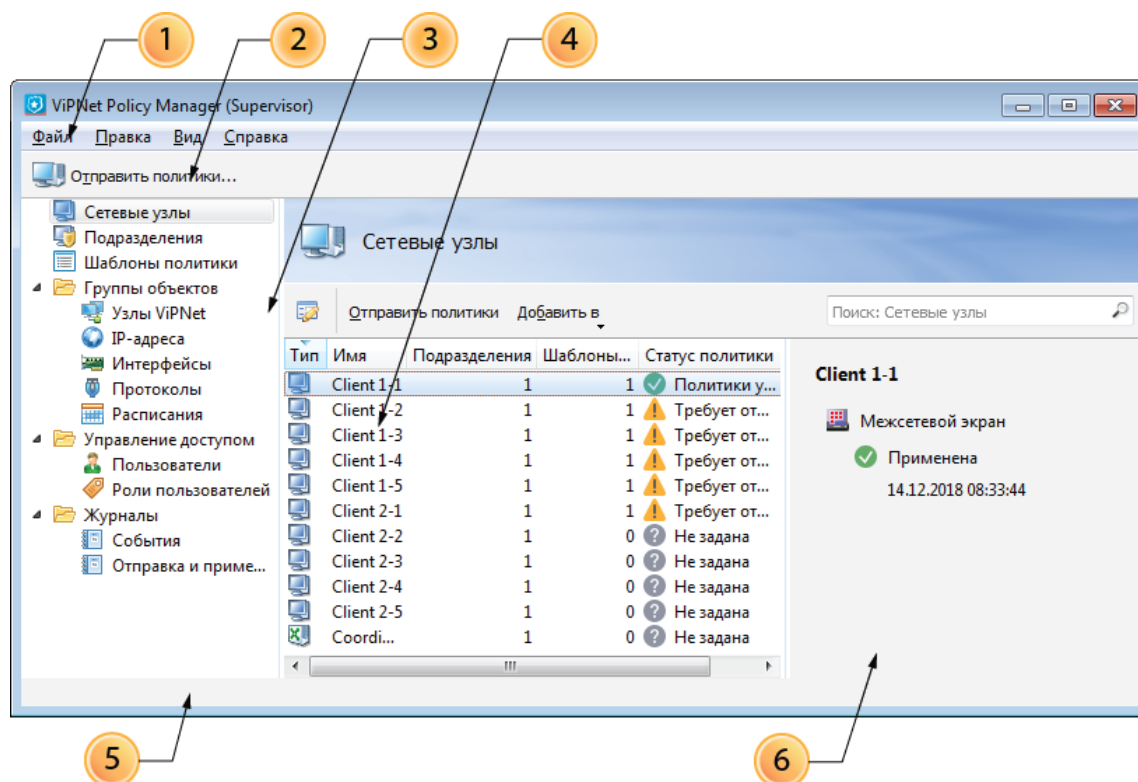 1
2
3
4
ViPNet Policy Manager (Supervisor)
Файл Правка Вид Справка
Отправить политики...
Сетевые узлы
Подразделения
Шаблоны политики
Группы объектов
Узлы ViPNet
IP-адреса
Интерфейсы
Протоколы
Расписания
Управление доступом
Пользователи
Роли пользователей
Журналы
События
Отправка и приме...
Сетевые узлы
Отправить политики Добавить в
Поиск: Сетевые узлы
Тип Имя Подразделения Шаблоны... Статус политики
Client 1-1 1 1 Политики у...
Client 1-2 1 1 Требует от...
Client 1-3 1 1 Требует от...
Client 1-4 1 1 Требует от...
Client 1-5 1 1 Требует от...
Client 2-1 1 1 Требует от...
Client 2-2 1 0 Не задана
Client 2-3 1 0 Не задана
Client 2-4 1 0 Не задана
Client 2-5 1 0 Не задана
Coordi... 1 0 Не задана
Client 1-1
Межсетевой экран
Применена
14.12.2018 08:33:44
5
6